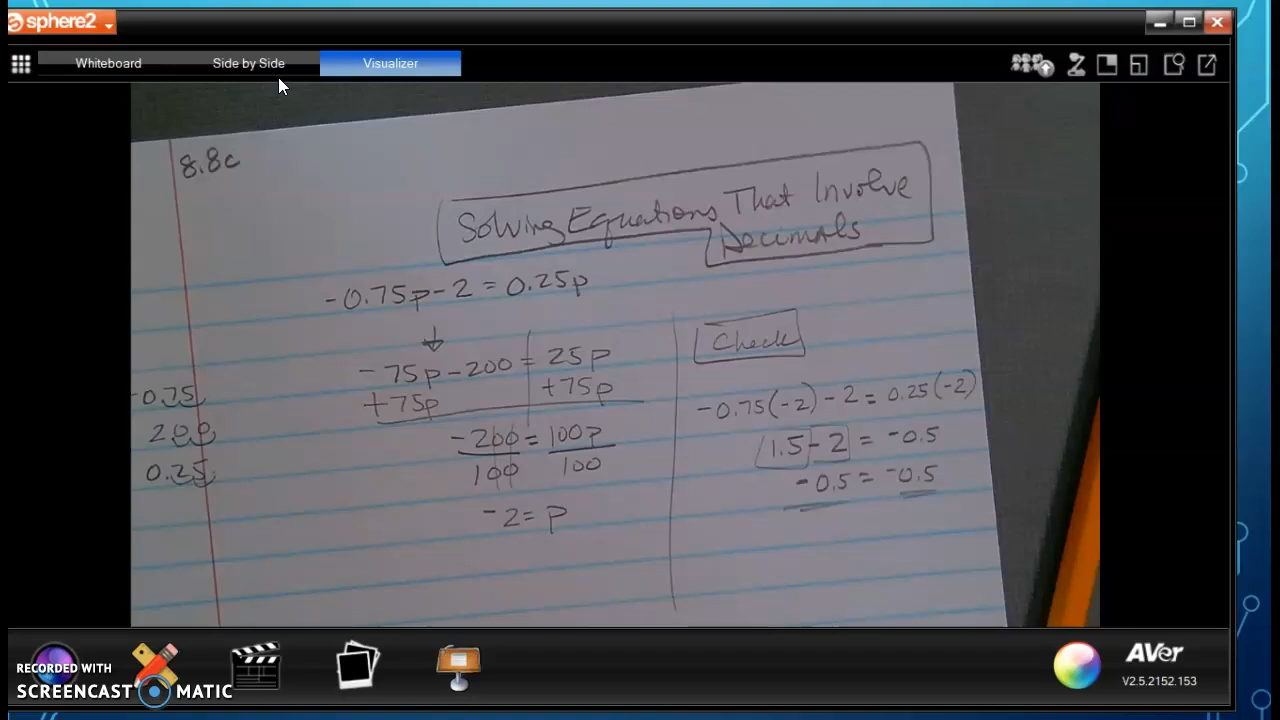 sphere2
Whiteboard
Side by Side
Visualizer
8.8c
Solving Equations That Involve
Decimals
-0.75p-2=0.25p
-75p-200=25p
+75p +75p
-200=100p
100 100
-2=p
-0.75
200
0.25
Check
-0.75(-2)-2=0.25(-2)
1.5-2=-0.5
-0.5=-0.5
RECORDED WITH
SCREENCAST MATIC
AVer
V2.5.2152.153